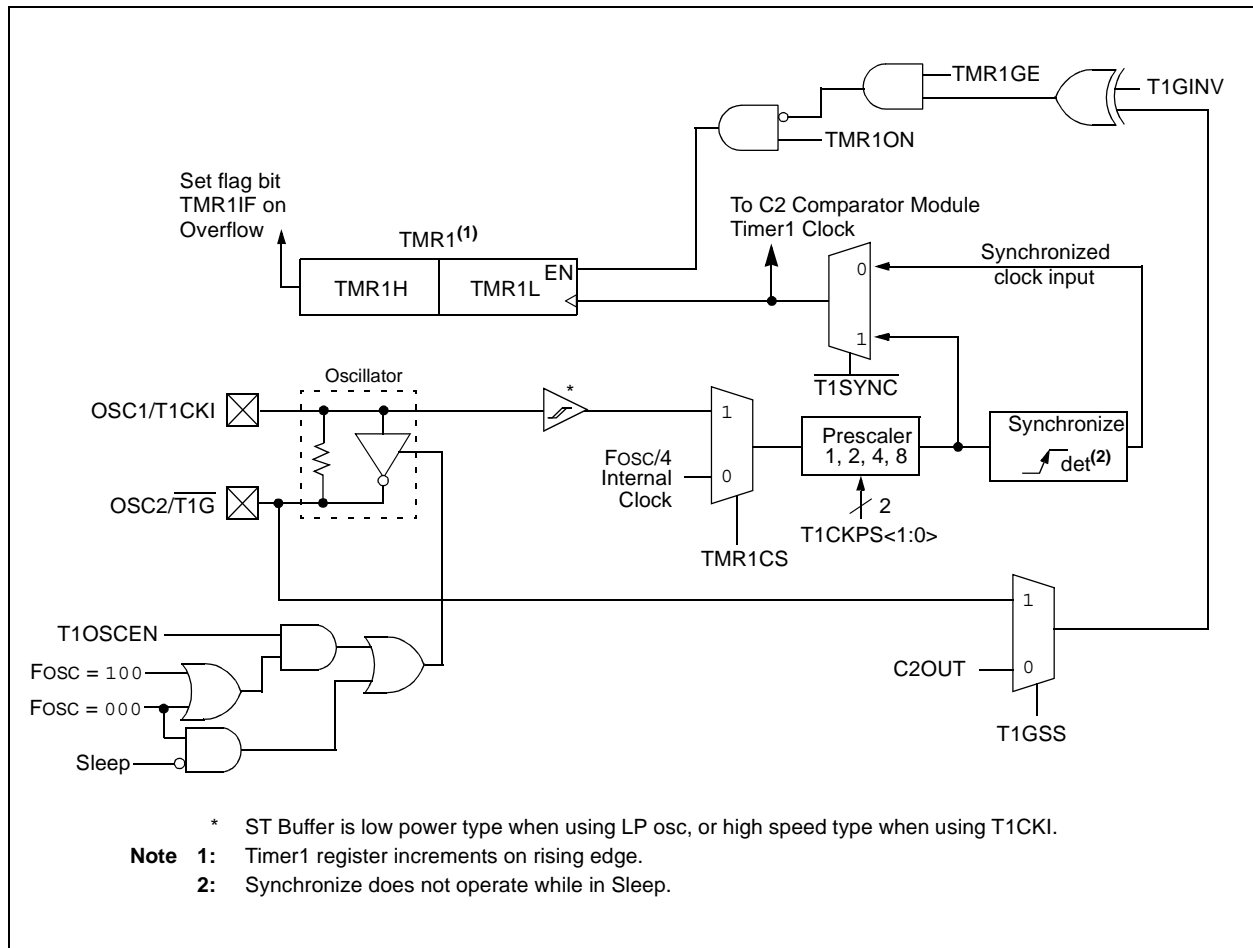 TMR1GE
T1GINV
TMR1ON
Set flag bit
TMR1IF on
Overflow
To C2 Comparator Module
Timer1 Clock
TMR1(1)
EN
TMR1H
TMR1L
0
Synchronized
clock input
1
T1SYNC
Oscillator
*
OSC1/T1CKI
1
Prescaler
1, 2, 4, 8
Synchronize
det(2)
FOSC/4
Internal
Clock
0
OSC2/T1G
2
T1CKPS<1:0>
TMR1CS
1
T1OSCEN
C2OUT
0
FOSC = 100
FOSC = 000
T1GSS
Sleep
* ST Buffer is low power type when using LP osc, or high speed type when using T1CKI.
Note 1: Timer1 register increments on rising edge.
2: Synchronize does not operate while in Sleep.